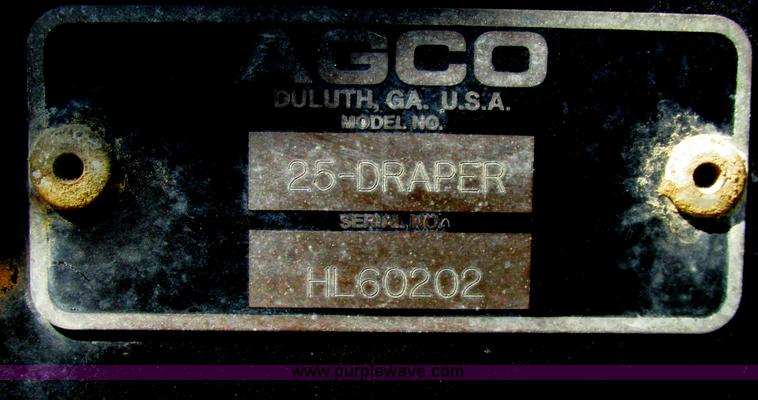 AGCO
DULUTH, GA. U.S.A.
MODEL NO.
25-DRAPER
SERIAL NO.
HL60202
www.purplewave.com